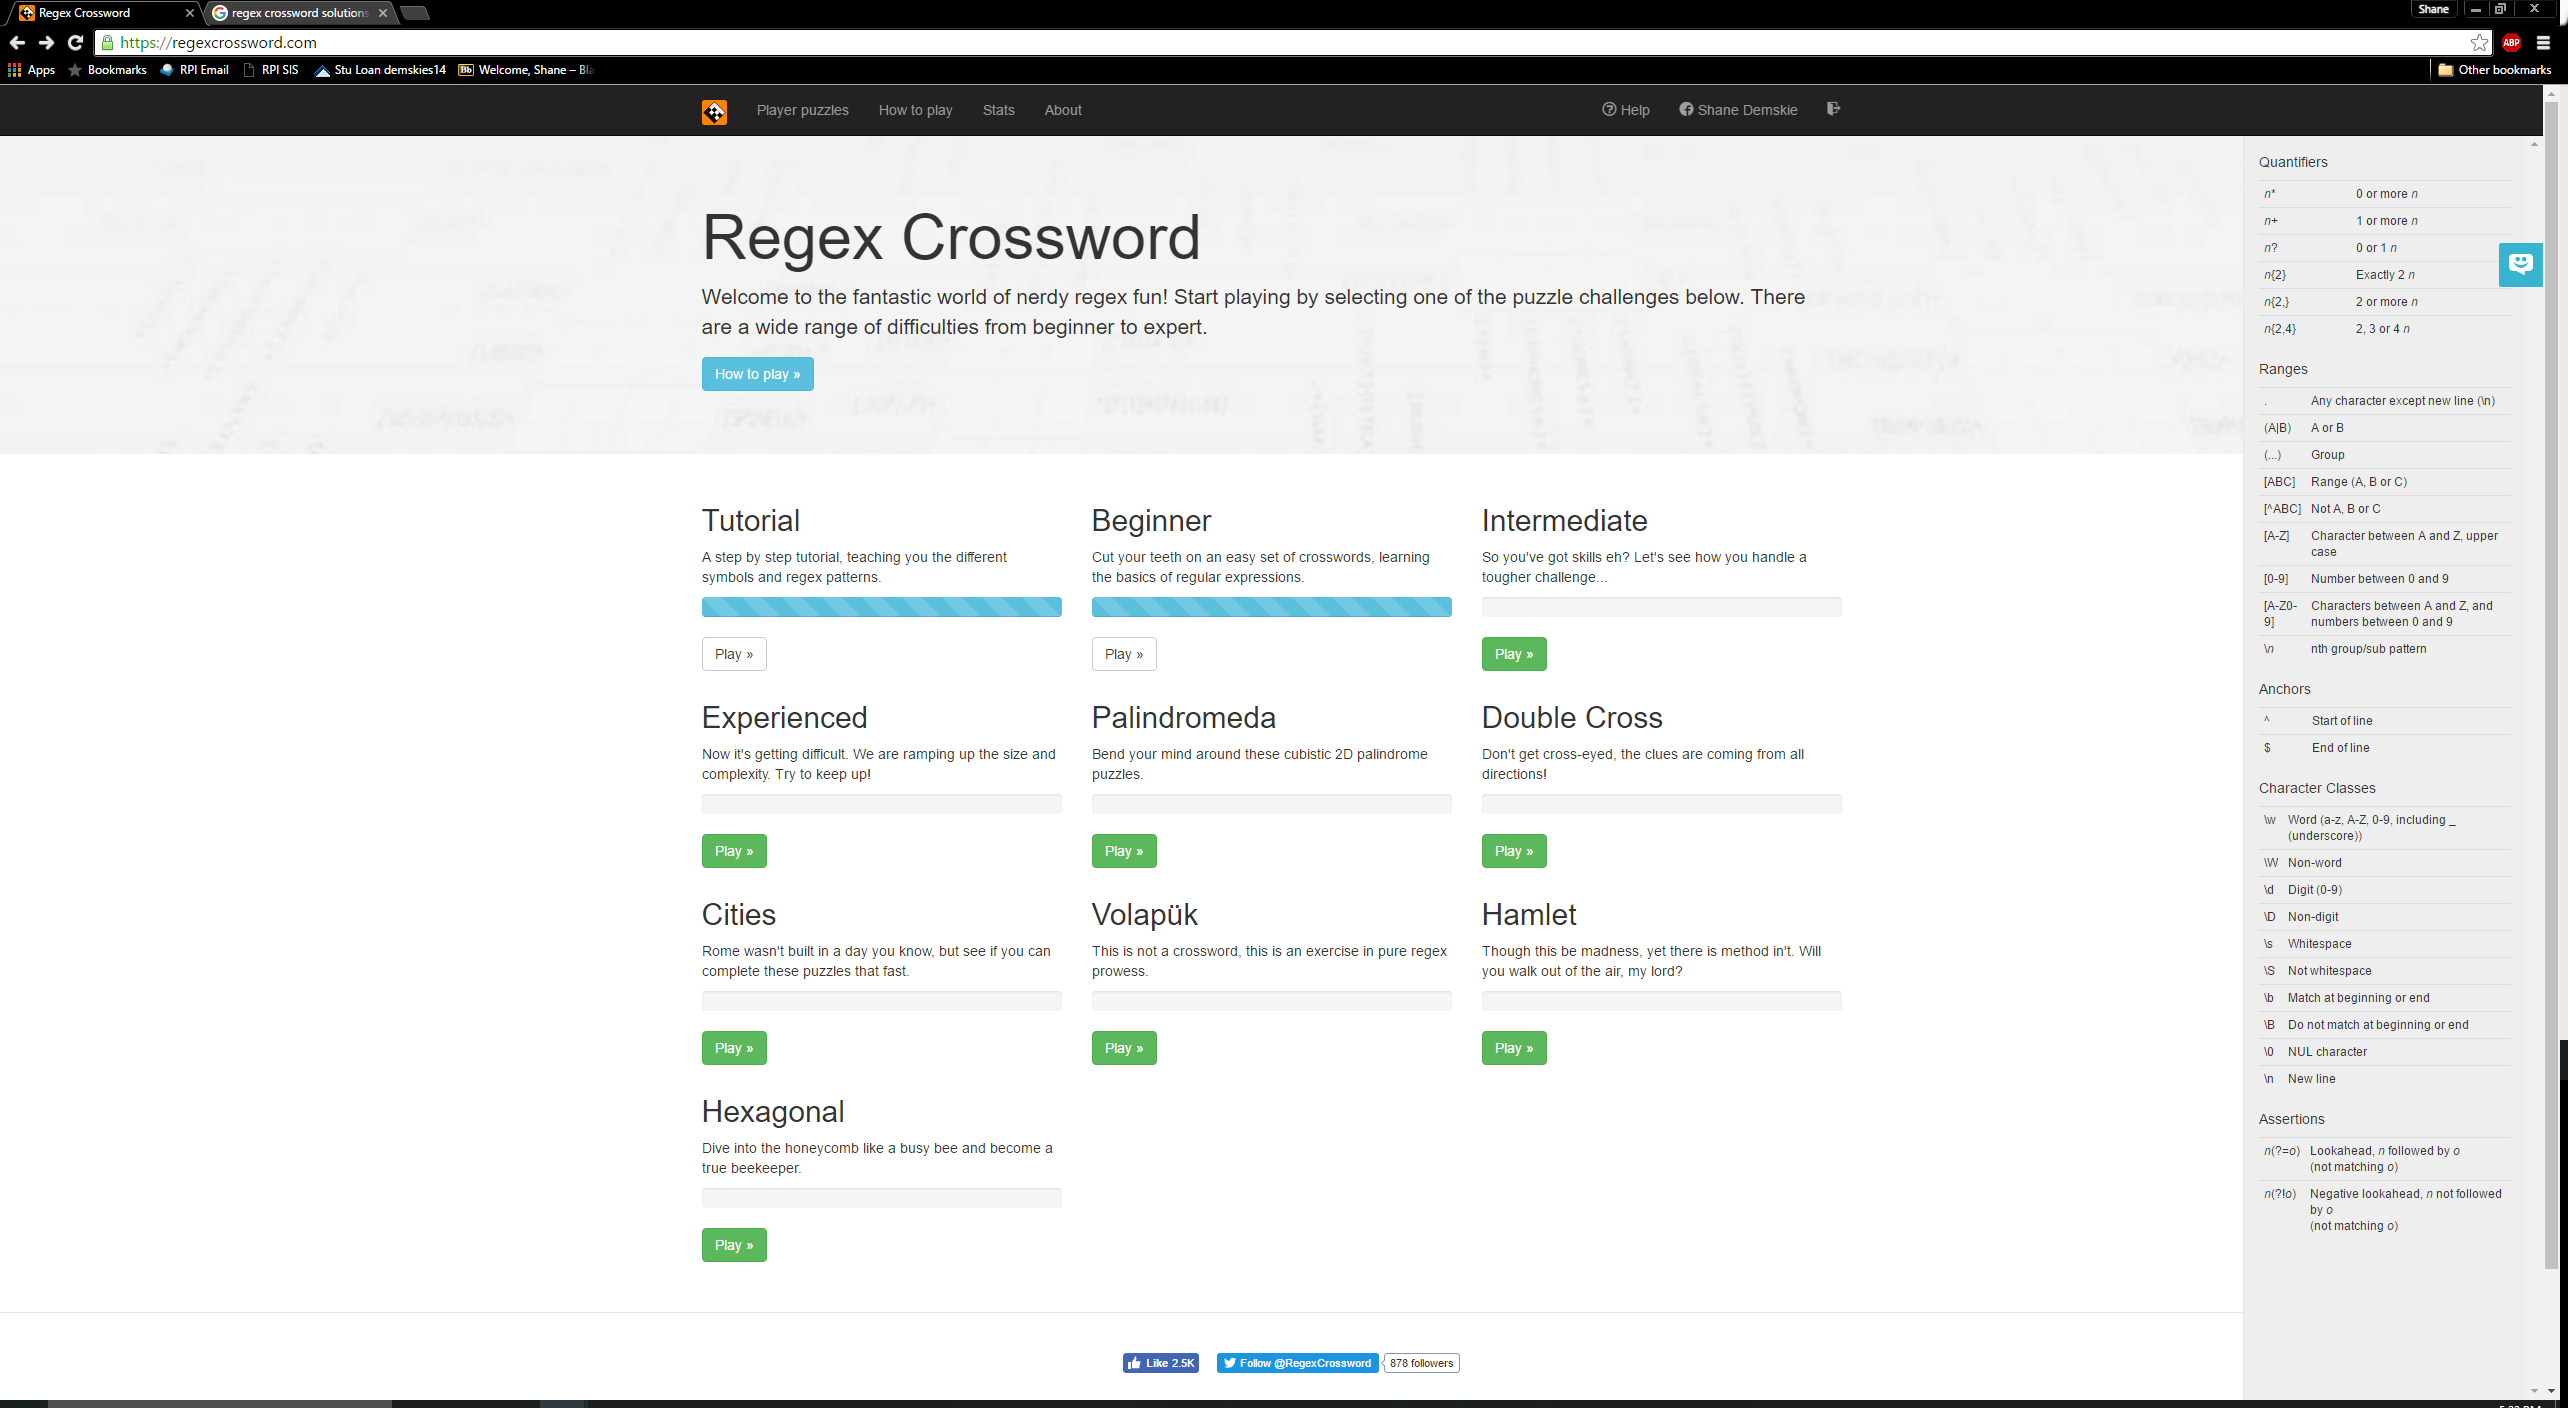 Regex Crossword
regex crossword solutions
Shane
https://regexcrossword.com
ABP
Apps
Bookmarks
RPI Email
RPI SIS
Stu Loan demskies14
Bb Welcome, Shane – Bla
Other bookmarks
Player puzzles
How to play
Stats
About
Help
Shane Demskie
Regex Crossword
Welcome to the fantastic world of nerdy regex fun! Start playing by selecting one of the puzzle challenges below. There
are a wide range of difficulties from beginner to expert.
How to play »
Tutorial
A step by step tutorial, teaching you the different
symbols and regex patterns.
Play »
Beginner
Cut your teeth on an easy set of crosswords, learning
the basics of regular expressions.
Play »
Intermediate
So you've got skills eh? Let's see how you handle a
tougher challenge...
Play »
Experienced
Now it's getting difficult. We are ramping up the size and
complexity. Try to keep up!
Play »
Palindromeda
Bend your mind around these cubistic 2D palindrome
puzzles.
Play »
Double Cross
Don't get cross-eyed, the clues are coming from all
directions!
Play »
Cities
Rome wasn't built in a day you know, but see if you can
complete these puzzles that fast.
Play »
Volapük
This is not a crossword, this is an exercise in pure regex
prowess.
Play »
Hamlet
Though this be madness, yet there is method in't. Will
you walk out of the air, my lord?
Play »
Hexagonal
Dive into the honeycomb like a busy bee and become a
true beekeeper.
Play »
Like 2.5K
Follow @RegexCrossword
878 followers
Quantifiers
n* 0 or more n
n+ 1 or more n
n? 0 or 1 n
n{2} Exactly 2 n
n{2,} 2 or more n
n{2,4} 2, 3 or 4 n
Ranges
. Any character except new line (\n)
(A|B) A or B
(...) Group
[ABC] Range (A, B or C)
[^ABC] Not A, B or C
[A-Z] Character between A and Z, upper
case
[0-9] Number between 0 and 9
[A-Z0- Characters between A and Z, and
9] numbers between 0 and 9
\n nth group/sub pattern
Anchors
^ Start of line
$ End of line
Character Classes
\w Word (a-z, A-Z, 0-9, including _
(underscore))
\W Non-word
\d Digit (0-9)
\D Non-digit
\s Whitespace
\S Not whitespace
\b Match at beginning or end
\B Do not match at beginning or end
\0 NUL character
\n New line
Assertions
n(?=o) Lookahead, n followed by o
(not matching o)
n(?!o) Negative lookahead, n not followed
by o
(not matching o)